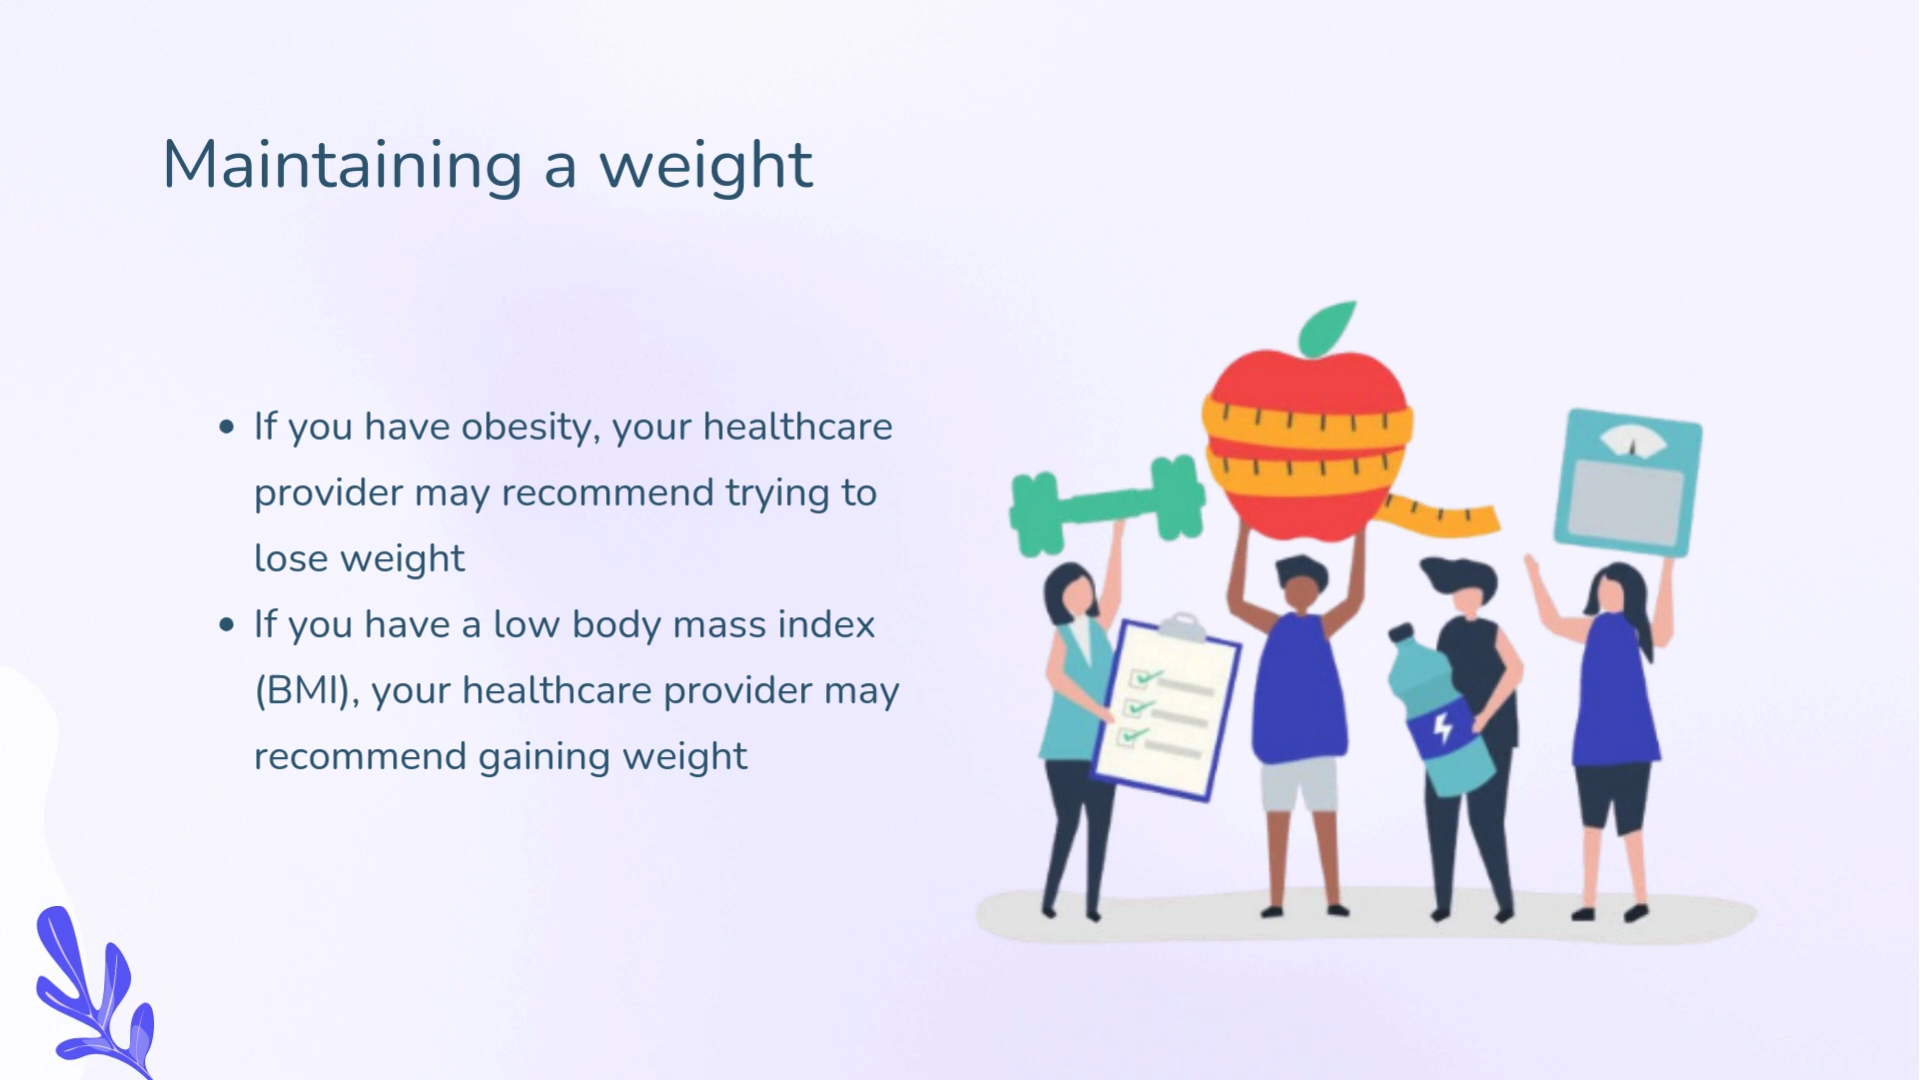 Maintaining a weight
• If you have obesity, your healthcare
provider may recommend trying to
lose weight
• If you have a low body mass index
(BMI), your healthcare provider may
recommend gaining weight